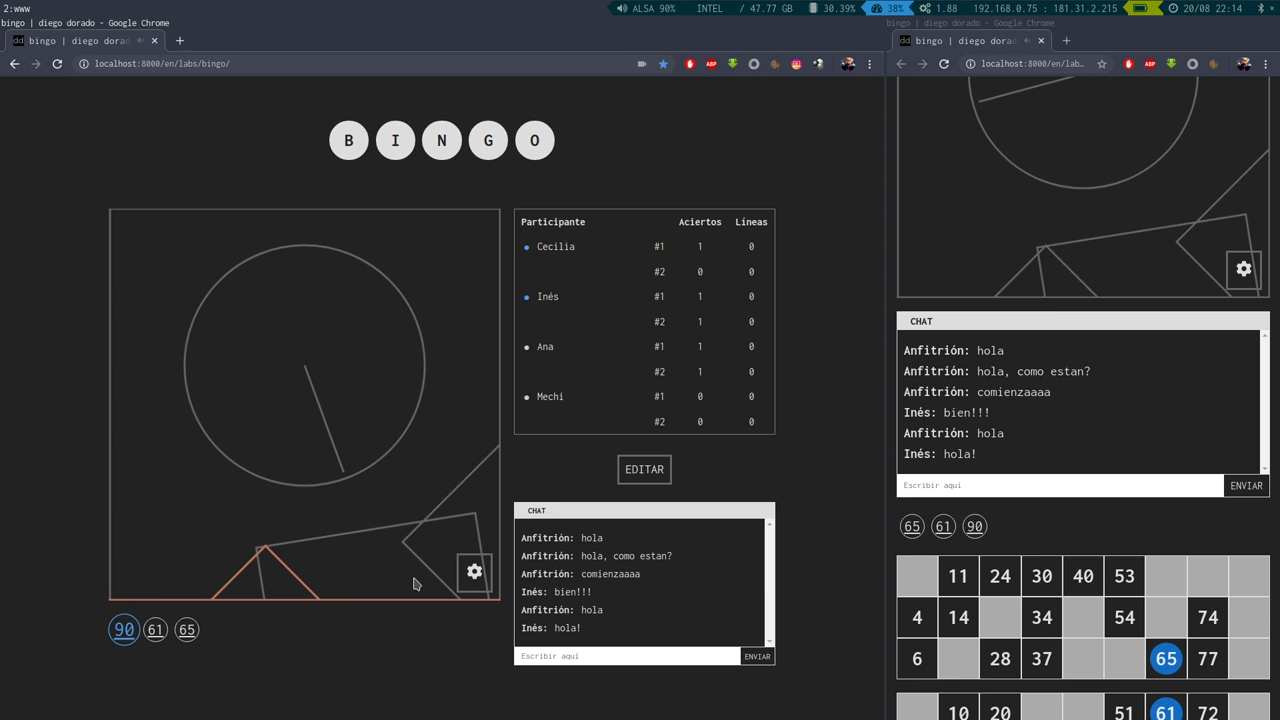 2:www
ALSA 90% INTEL / 47.77 GB 30.39% 38% 1.88 192.168.0.75 : 181.31.2.215 20/08 22:14
bingo | diego dorado - Google Chrome
bingo | diego dorado - Google Chrome
bingo | diego dorad
bingo | diego dorad
localhost:8000/en/labs/bingo/
localhost:8000/en/lab…
B I N G O
Participante Aciertos Líneas
Cecilia #1 1 0
#2 0 0
Inés #1 1 0
#2 1 0
Ana #1 1 0
#2 1 0
Mechi #1 0 0
#2 0 0
EDITAR
CHAT
Anfitrión: hola
Anfitrión: hola, como estan?
Anfitrión: comienzaaaa
Inés: bien!!!
Anfitrión: hola
Inés: hola!
Escribir aquí ENVIAR
90 61 65
CHAT
Anfitrión: hola
Anfitrión: hola, como estan?
Anfitrión: comienzaaaa
Inés: bien!!!
Anfitrión: hola
Inés: hola!
Escribir aquí ENVIAR
65 61 90
11 24 30 40 53
4 14 34 54 74
6 28 37 65 77
10 20 51 61 72